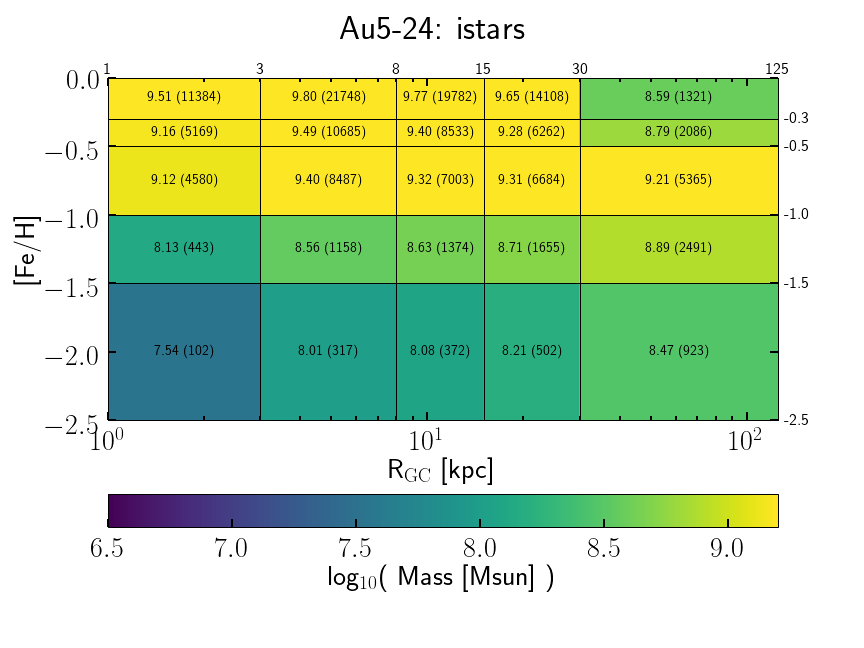 Au5-24: istars
1 3 8 15 30 125
0.0
9.51 (11384) 9.80 (21748) 9.77 (19782) 9.65 (14108) 8.59 (1321)
-0.3
9.16 (5169) 9.49 (10685) 9.40 (8533) 9.28 (6262) 8.79 (2086)
−0.5 -0.5
9.12 (4580) 9.40 (8487) 9.32 (7003) 9.31 (6684) 9.21 (5365)
−1.0 -1.0
[Fe/H]
8.13 (443) 8.56 (1158) 8.63 (1374) 8.71 (1655) 8.89 (2491)
−1.5 -1.5
−2.0 7.54 (102) 8.01 (317) 8.08 (372) 8.21 (502) 8.47 (923)
−2.5 -2.5
10⁰ 10¹ 10²
R_GC [kpc]
6.5 7.0 7.5 8.0 8.5 9.0
log₁₀( Mass [Msun] )